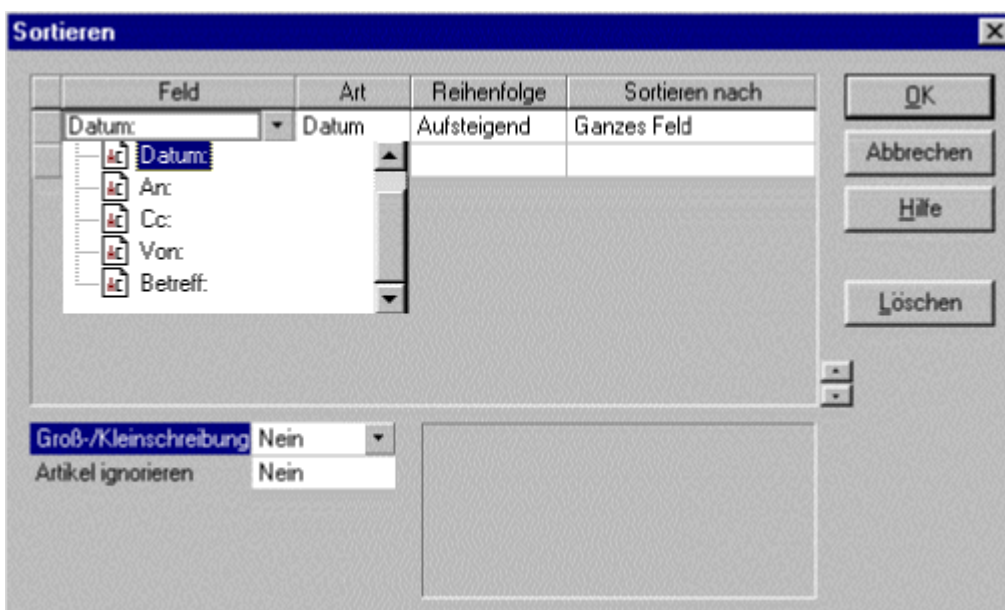 Sortieren
Feld Art Reihenfolge Sortieren nach
Datum: Datum Aufsteigend Ganzes Feld
Datum:
An:
Cc:
Von:
Betreff:
OK
Abbrechen
Hilfe
Löschen
Groß-/Kleinschreibung Nein
Artikel ignorieren Nein